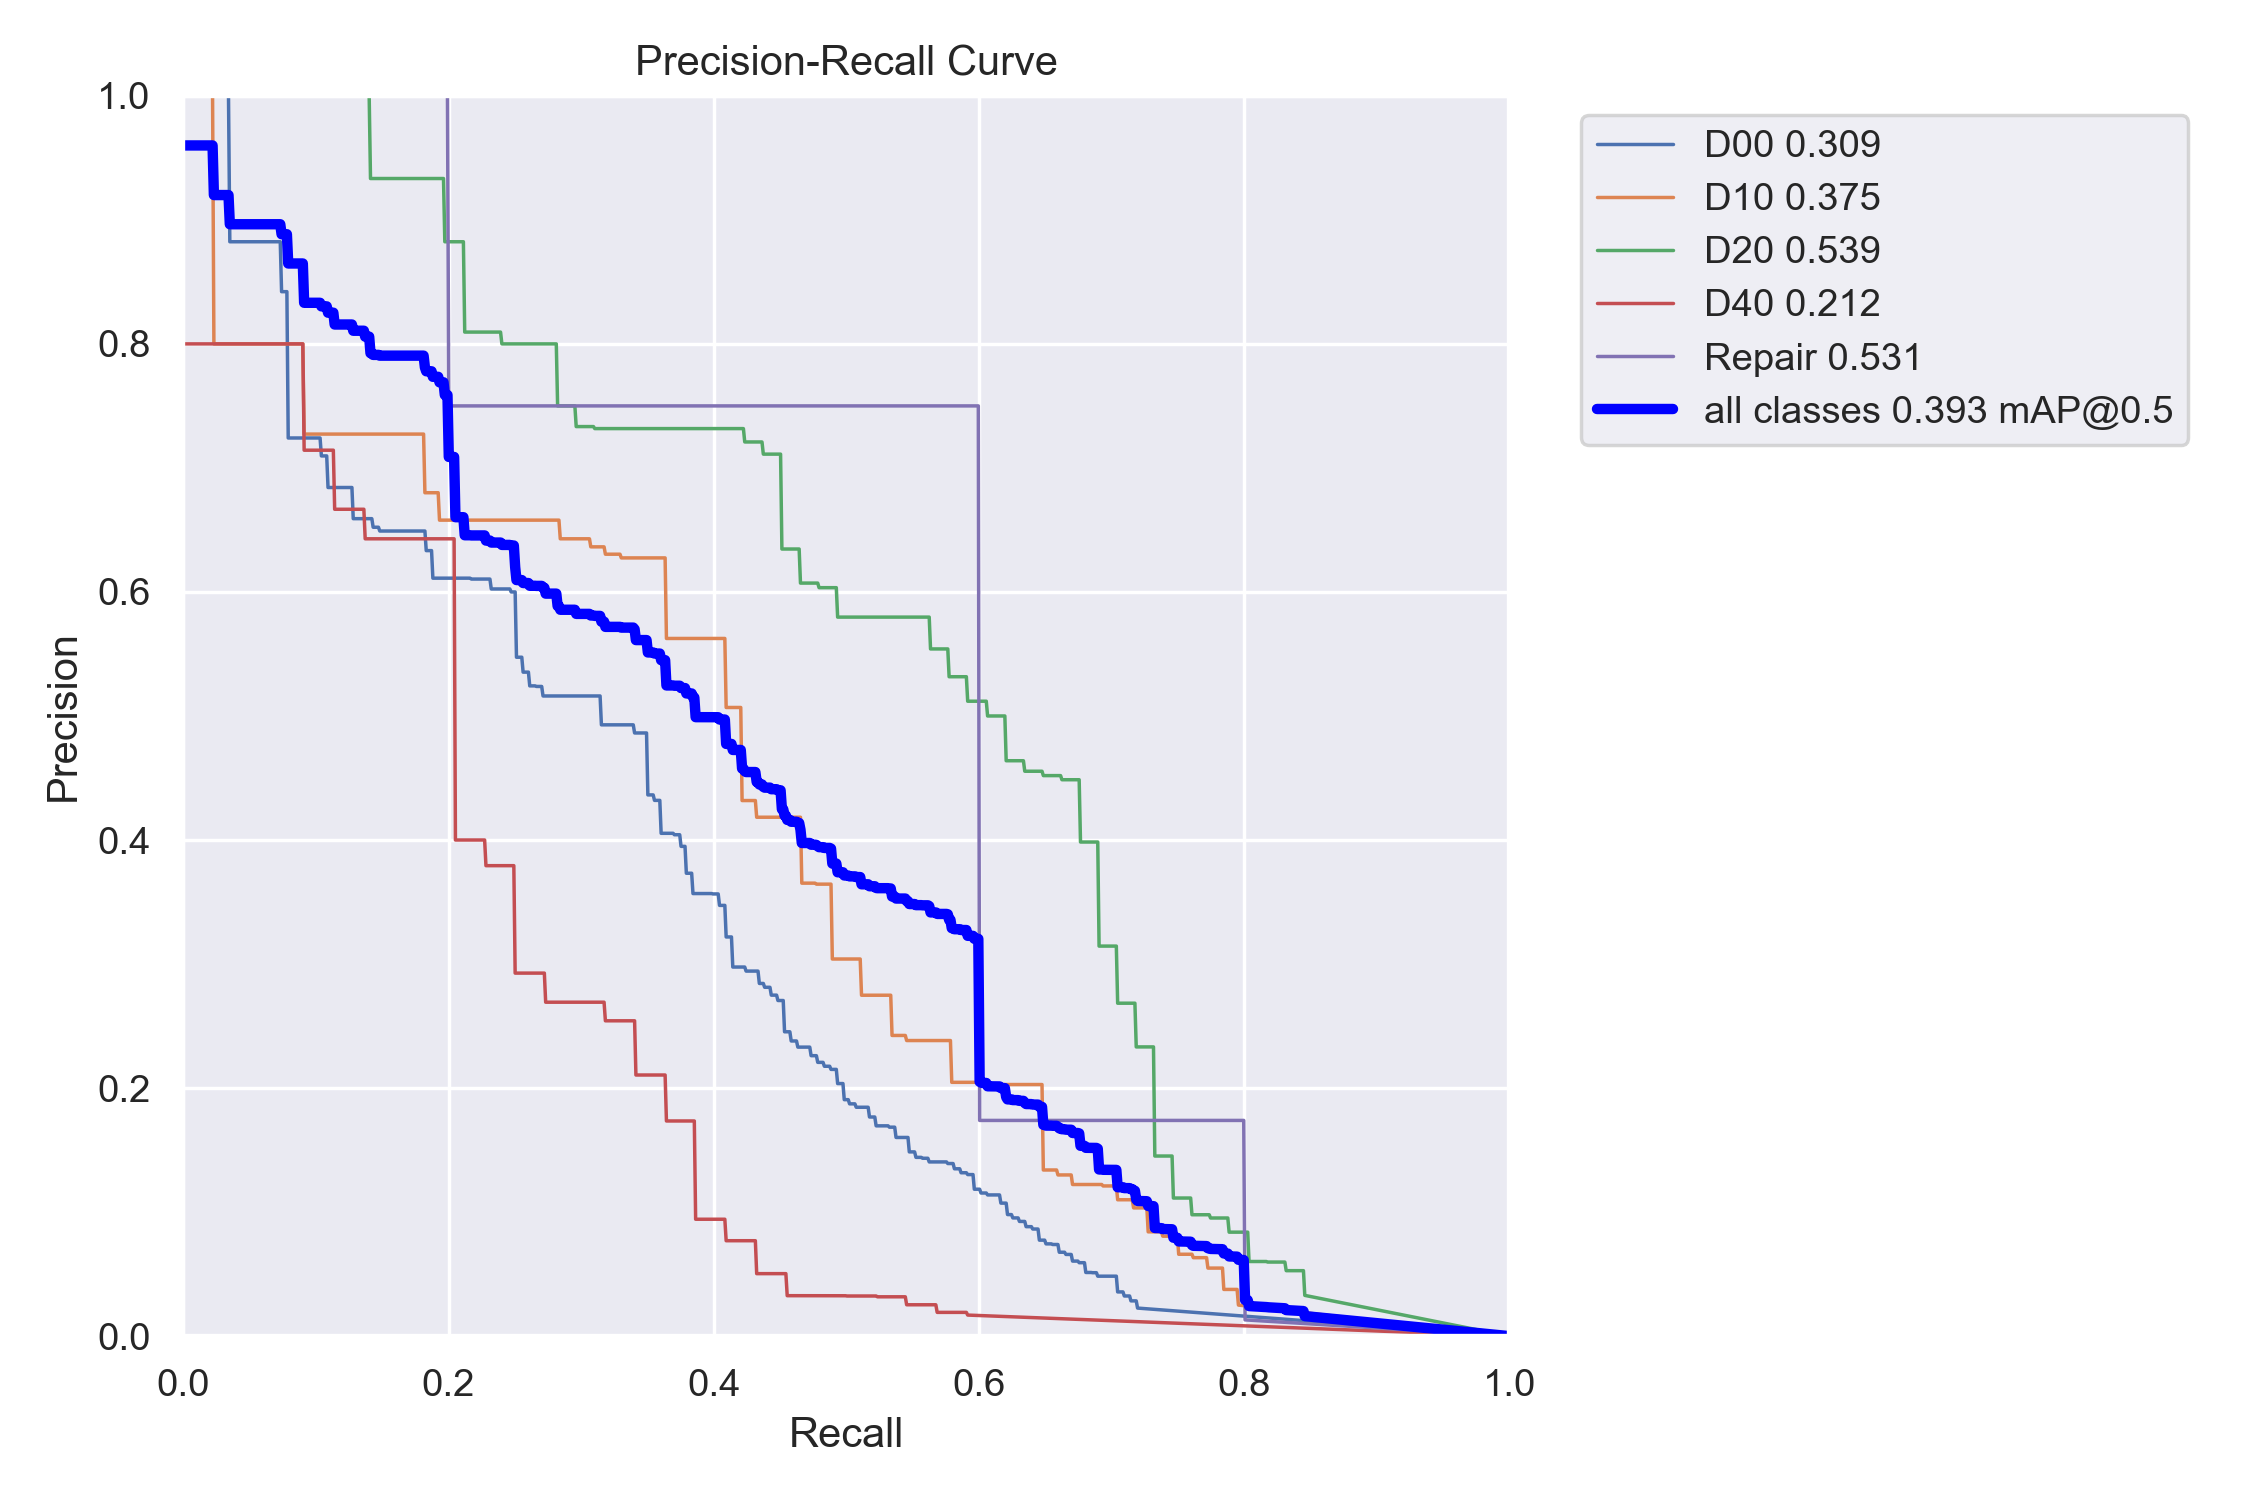 Precision-Recall Curve
1.0
0.8
0.6
0.4
0.2
0.0
Precision
0.0 0.2 0.4 0.6 0.8 1.0
Recall
D00 0.309
D10 0.375
D20 0.539
D40 0.212
Repair 0.531
all classes 0.393 mAP@0.5